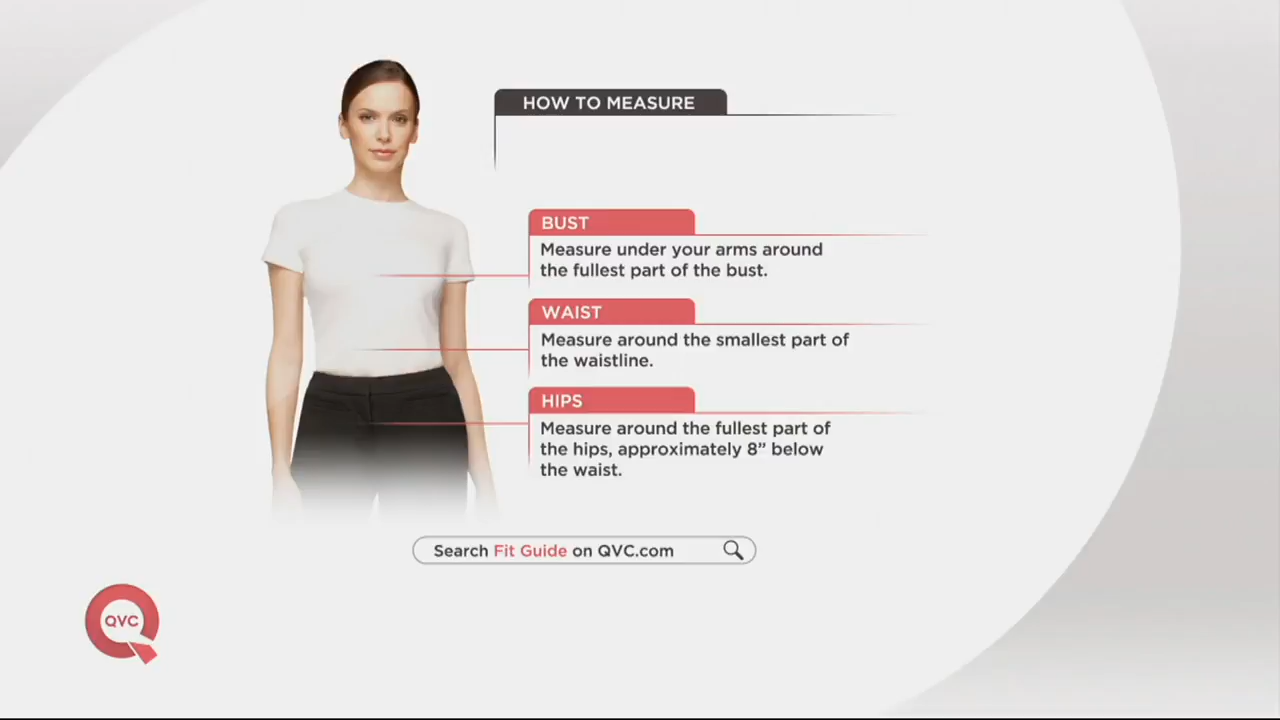 HOW TO MEASURE
BUST
Measure under your arms around
the fullest part of the bust.
WAIST
Measure around the smallest part of
the waistline.
HIPS
Measure around the fullest part of
the hips, approximately 8” below
the waist.
Search Fit Guide on QVC.com
QVC